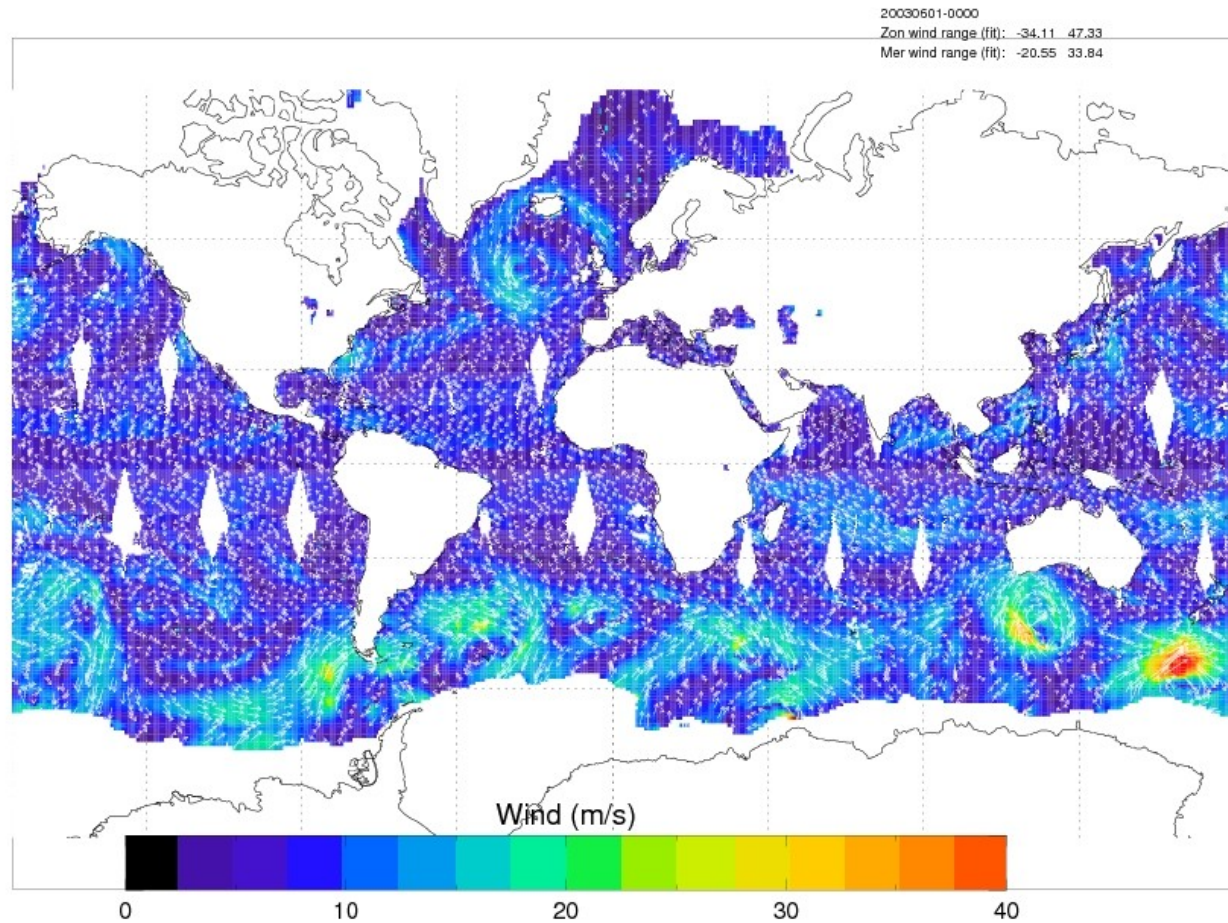 20030601-0000
Zon wind range (fit): -34.11 47.33
Mer wind range (fit): -20.55 33.84
Wind (m/s)
0 10 20 30 40